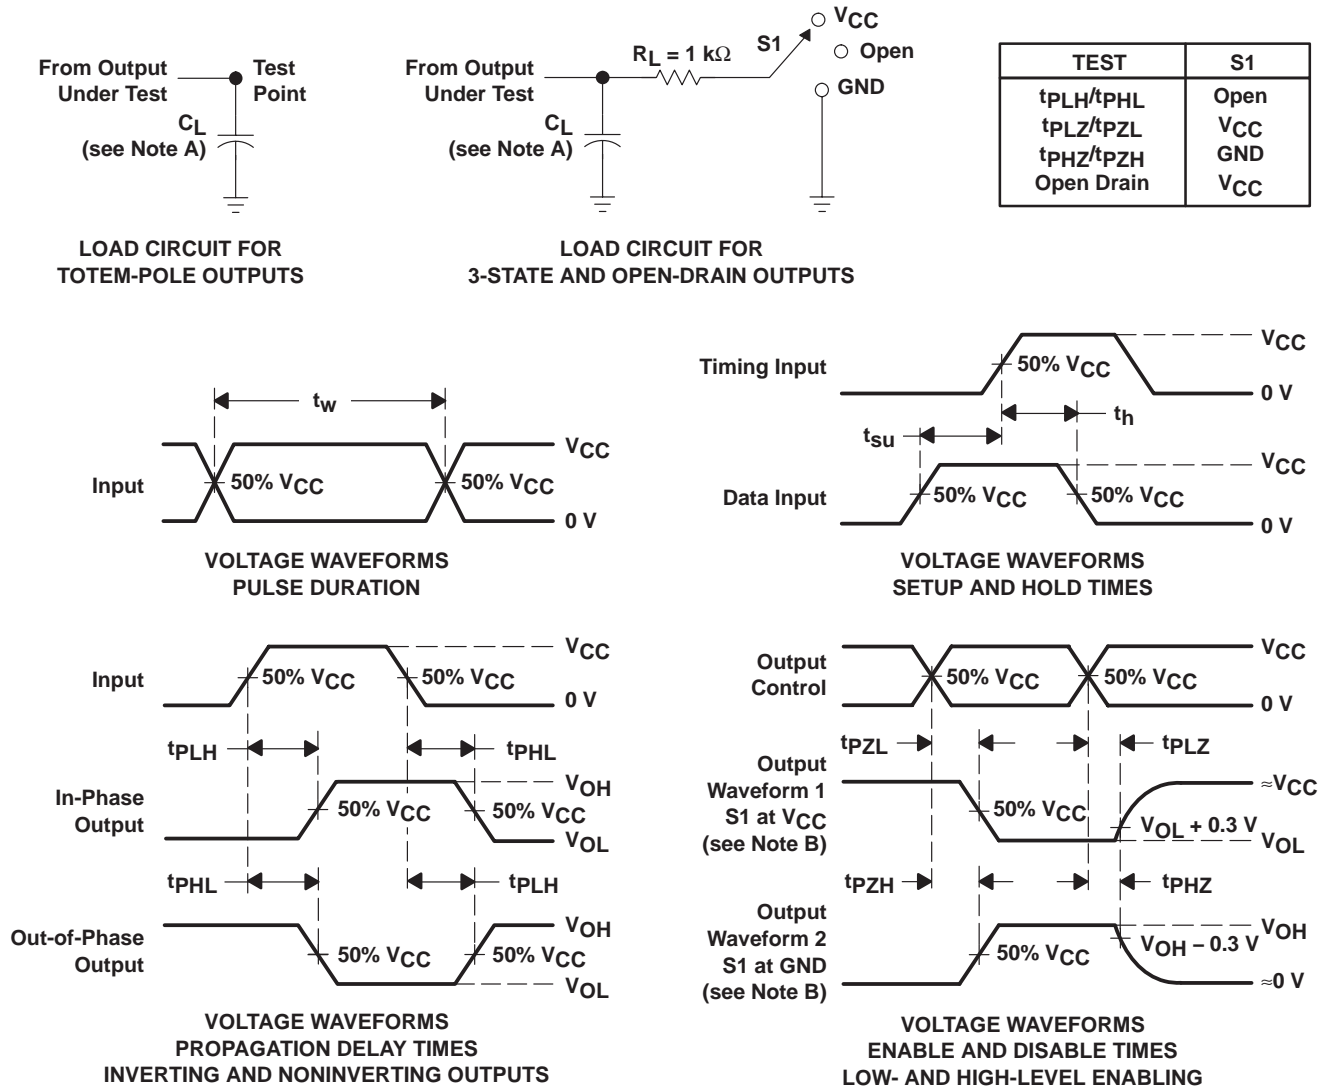 From Output
Under Test
Test
Point
CL
(see Note A)
LOAD CIRCUIT FOR
TOTEM-POLE OUTPUTS
From Output
Under Test
RL = 1 kΩ
S1
VCC
Open
GND
CL
(see Note A)
LOAD CIRCUIT FOR
3-STATE AND OPEN-DRAIN OUTPUTS
TEST S1
tPLH/tPHL Open
tPLZ/tPZL VCC
tPHZ/tPZH GND
Open Drain VCC
tw
Input
50% VCC
50% VCC
VCC
0 V
VOLTAGE WAVEFORMS
PULSE DURATION
Timing Input
50% VCC
VCC
0 V
tsu
th
Data Input
50% VCC
50% VCC
VCC
0 V
VOLTAGE WAVEFORMS
SETUP AND HOLD TIMES
Input
50% VCC
50% VCC
VCC
0 V
tPLH
tPHL
In-Phase
Output
50% VCC
50% VCC
VOH
VOL
tPHL
tPLH
Out-of-Phase
Output
50% VCC
50% VCC
VOH
VOL
VOLTAGE WAVEFORMS
PROPAGATION DELAY TIMES
INVERTING AND NONINVERTING OUTPUTS
Output
Control
50% VCC
50% VCC
VCC
0 V
tPZL
tPLZ
Output
Waveform 1
S1 at VCC
(see Note B)
50% VCC
≈VCC
VOL + 0.3 V
VOL
tPZH
tPHZ
Output
Waveform 2
S1 at GND
(see Note B)
50% VCC
VOH
VOH − 0.3 V
≈0 V
VOLTAGE WAVEFORMS
ENABLE AND DISABLE TIMES
LOW- AND HIGH-LEVEL ENABLING